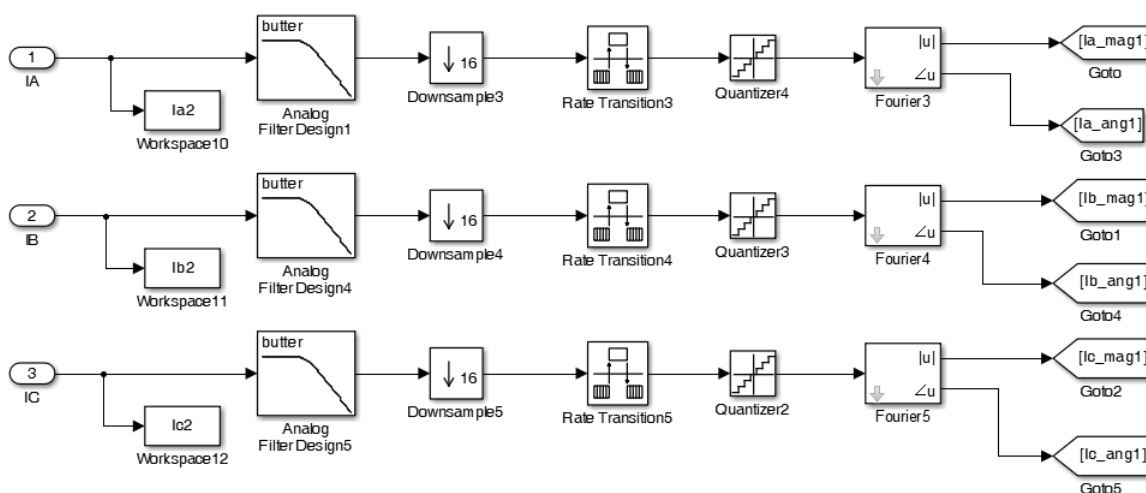 1
IA
Ia2
Workspace10
butter
Analog
Filter Design1
16
Downsample3
Rate Transition3
Quantizer4
|u|
∠u
Fourier3
[Ia_mag1]
Goto
[Ia_ang1]
Goto3
2
IB
Ib2
Workspace11
butter
Analog
Filter Design4
16
Downsample4
Rate Transition4
Quantizer3
|u|
∠u
Fourier4
[Ib_mag1]
Goto1
[Ib_ang1]
Goto4
3
IC
Ic2
Workspace12
butter
Analog
Filter Design5
16
Downsample5
Rate Transition5
Quantizer2
|u|
∠u
Fourier5
[Ic_mag1]
Goto2
[Ic_ang1]
Goto5